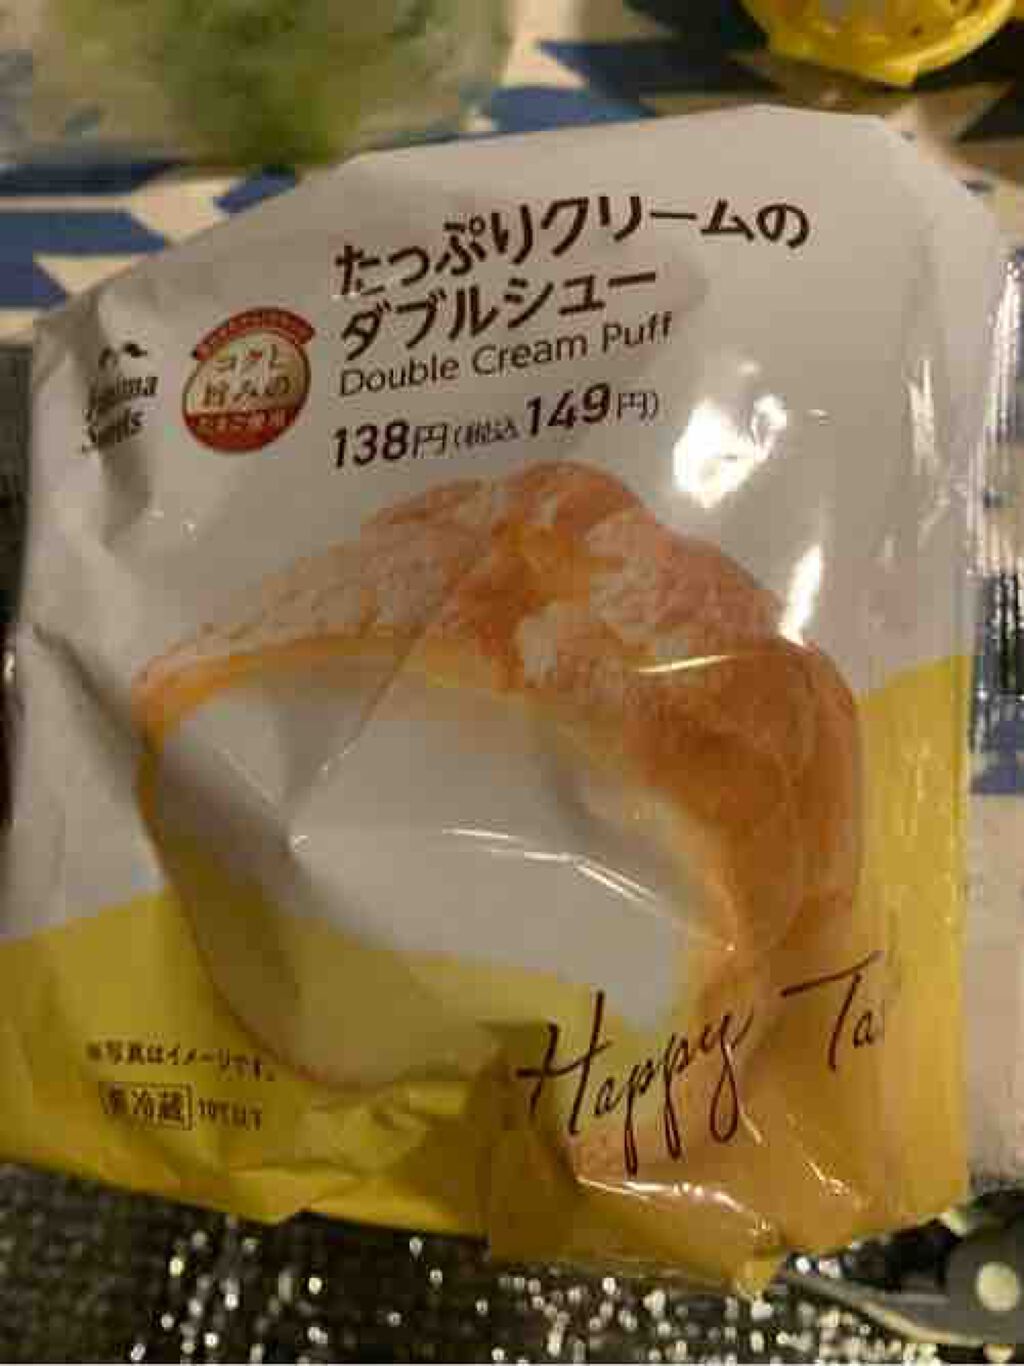 たっぷりクリームの
ダブルシュー
Double Cream Puff
138円(税込149円)
コクと
旨みの
※写真はイメージです。
要冷蔵
Happy